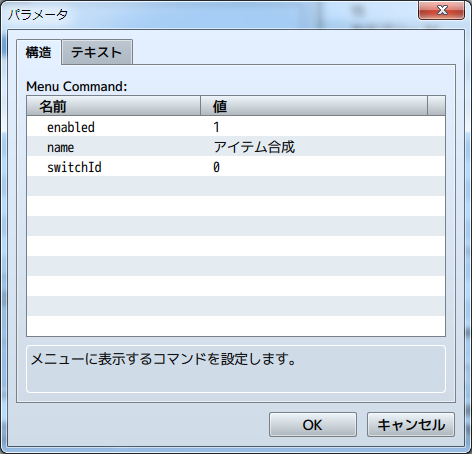 パラメータ
構造 テキスト
Menu Command:
名前 値
enabled 1
name アイテム合成
switchId 0
メニューに表示するコマンドを設定します。
OK キャンセル